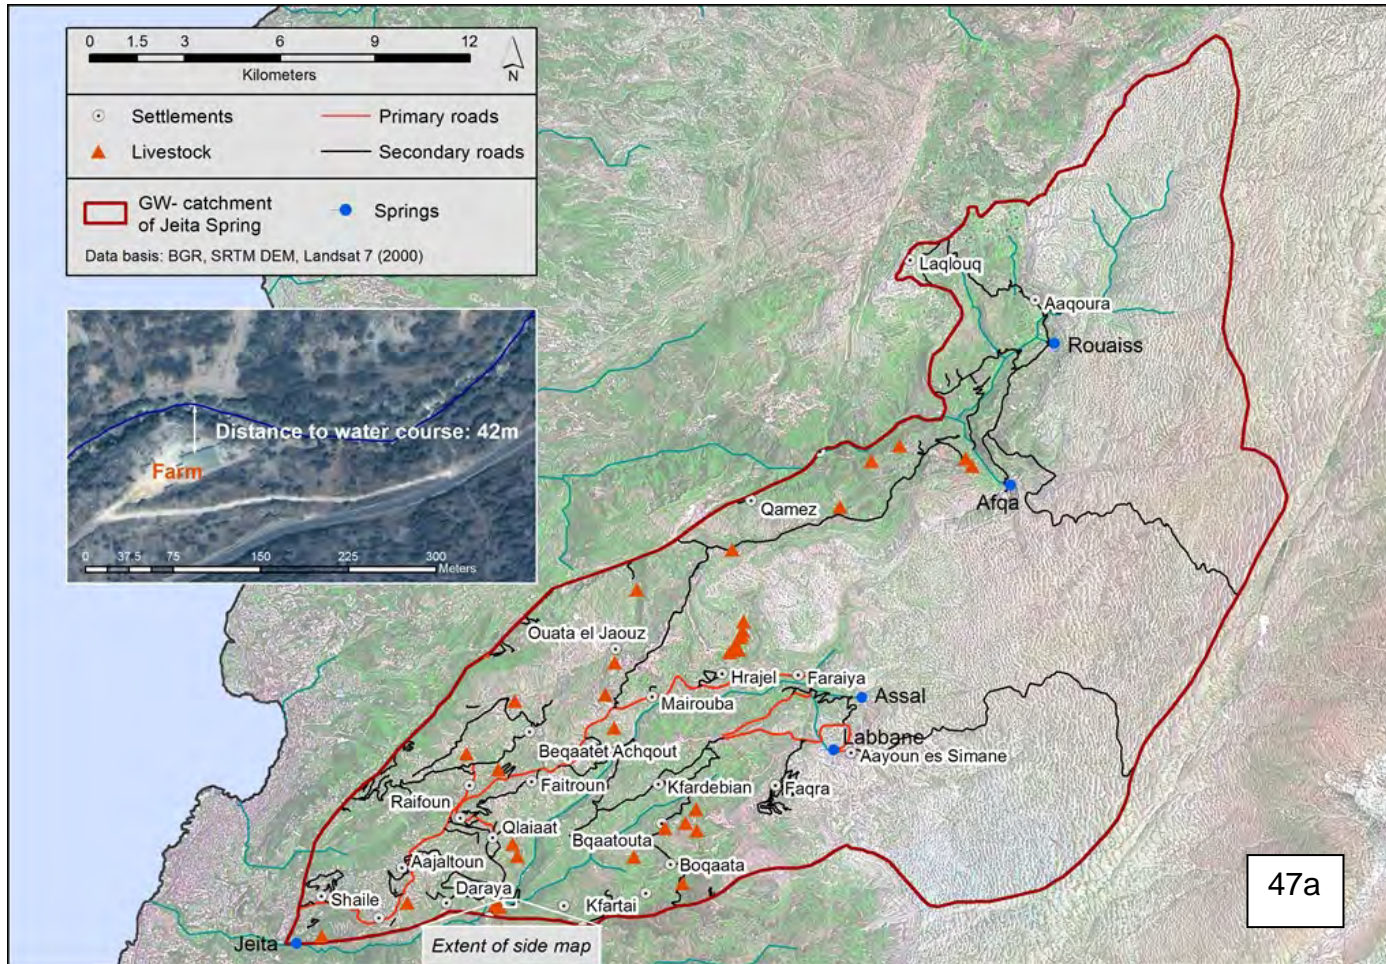 0 1.5 3 6 9 12
Kilometers
N
Settlements
Primary roads
Livestock
Secondary roads
GW- catchment
of Jeita Spring
Springs
Data basis: BGR, SRTM DEM, Landsat 7 (2000)
Distance to water course: 42m
Farm
0 37.5 75 150 225 300
Meters
Laqlouq
Aaqoura
Rouaiss
Afqa
Qamez
Ouata el Jaouz
Hrajel
Faraiya
Mairouba
Assal
Labbane
Beqaatet Achqout
Aayoun es Simane
Faitroun
Kfardebian
Faqra
Raifoun
Qlaiaat
Bqaatouta
Aajaltoun
Boqaata
Shaile
Daraya
Kfartai
Jeita
Extent of side map
47a